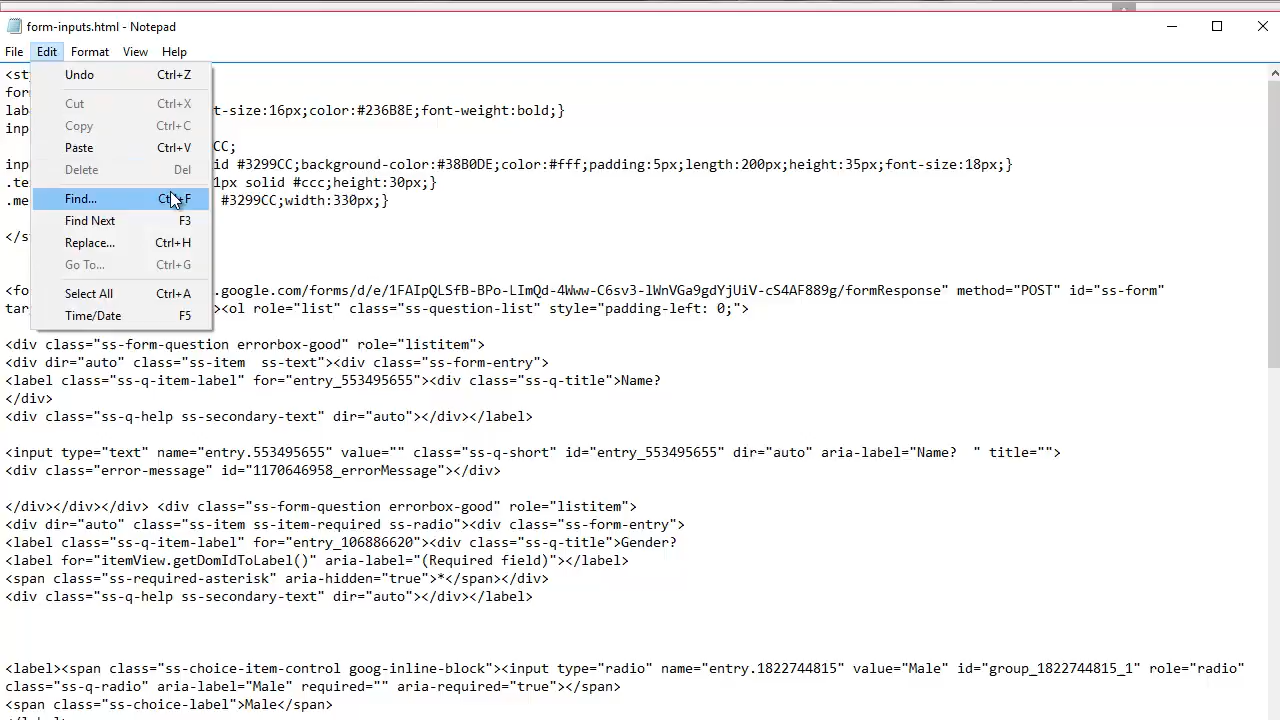 form-inputs.html - Notepad
File Edit Format View Help
Undo Ctrl+Z
Cut Ctrl+X
Copy Ctrl+C
Paste Ctrl+V
Delete Del
Find... Ctrl+F
Find Next F3
Replace... Ctrl+H
Go To... Ctrl+G
Select All Ctrl+A
Time/Date F5
<st
for
labe t-size:16px;color:#236B8E;font-weight:bold;}
inp
CC;
inpu id #3299CC;background-color:#38B0DE;color:#fff;padding:5px;length:200px;height:35px;font-size:18px;}
.te 1px solid #ccc;height:30px;}
.me #3299CC;width:330px;}
</s
<fo .google.com/forms/d/e/1FAIpQLSfB-BPo-LImQd-4Www-C6sv3-lWnVGa9gdYjUiV-cS4AF889g/formResponse" method="POST" id="ss-form"
tar ><ol role="list" class="ss-question-list" style="padding-left: 0;">
<div class="ss-form-question errorbox-good" role="listitem">
<div dir="auto" class="ss-item  ss-text"><div class="ss-form-entry">
<label class="ss-q-item-label" for="entry_553495655"><div class="ss-q-title">Name?
</div>
<div class="ss-q-help ss-secondary-text" dir="auto"></div></label>
<input type="text" name="entry.553495655" value="" class="ss-q-short" id="entry_553495655" dir="auto" aria-label="Name?  " title="">
<div class="error-message" id="1170646958_errorMessage"></div>
</div></div></div> <div class="ss-form-question errorbox-good" role="listitem">
<div dir="auto" class="ss-item ss-item-required ss-radio"><div class="ss-form-entry">
<label class="ss-q-item-label" for="entry_106886620"><div class="ss-q-title">Gender?
<label for="itemView.getDomIdToLabel()" aria-label="(Required field)"></label>
<span class="ss-required-asterisk" aria-hidden="true">*</span></div>
<div class="ss-q-help ss-secondary-text" dir="auto"></div></label>
<label><span class="ss-choice-item-control goog-inline-block"><input type="radio" name="entry.1822744815" value="Male" id="group_1822744815_1" role="radio"
class="ss-q-radio" aria-label="Male" required="" aria-required="true"></span>
<span class="ss-choice-label">Male</span>